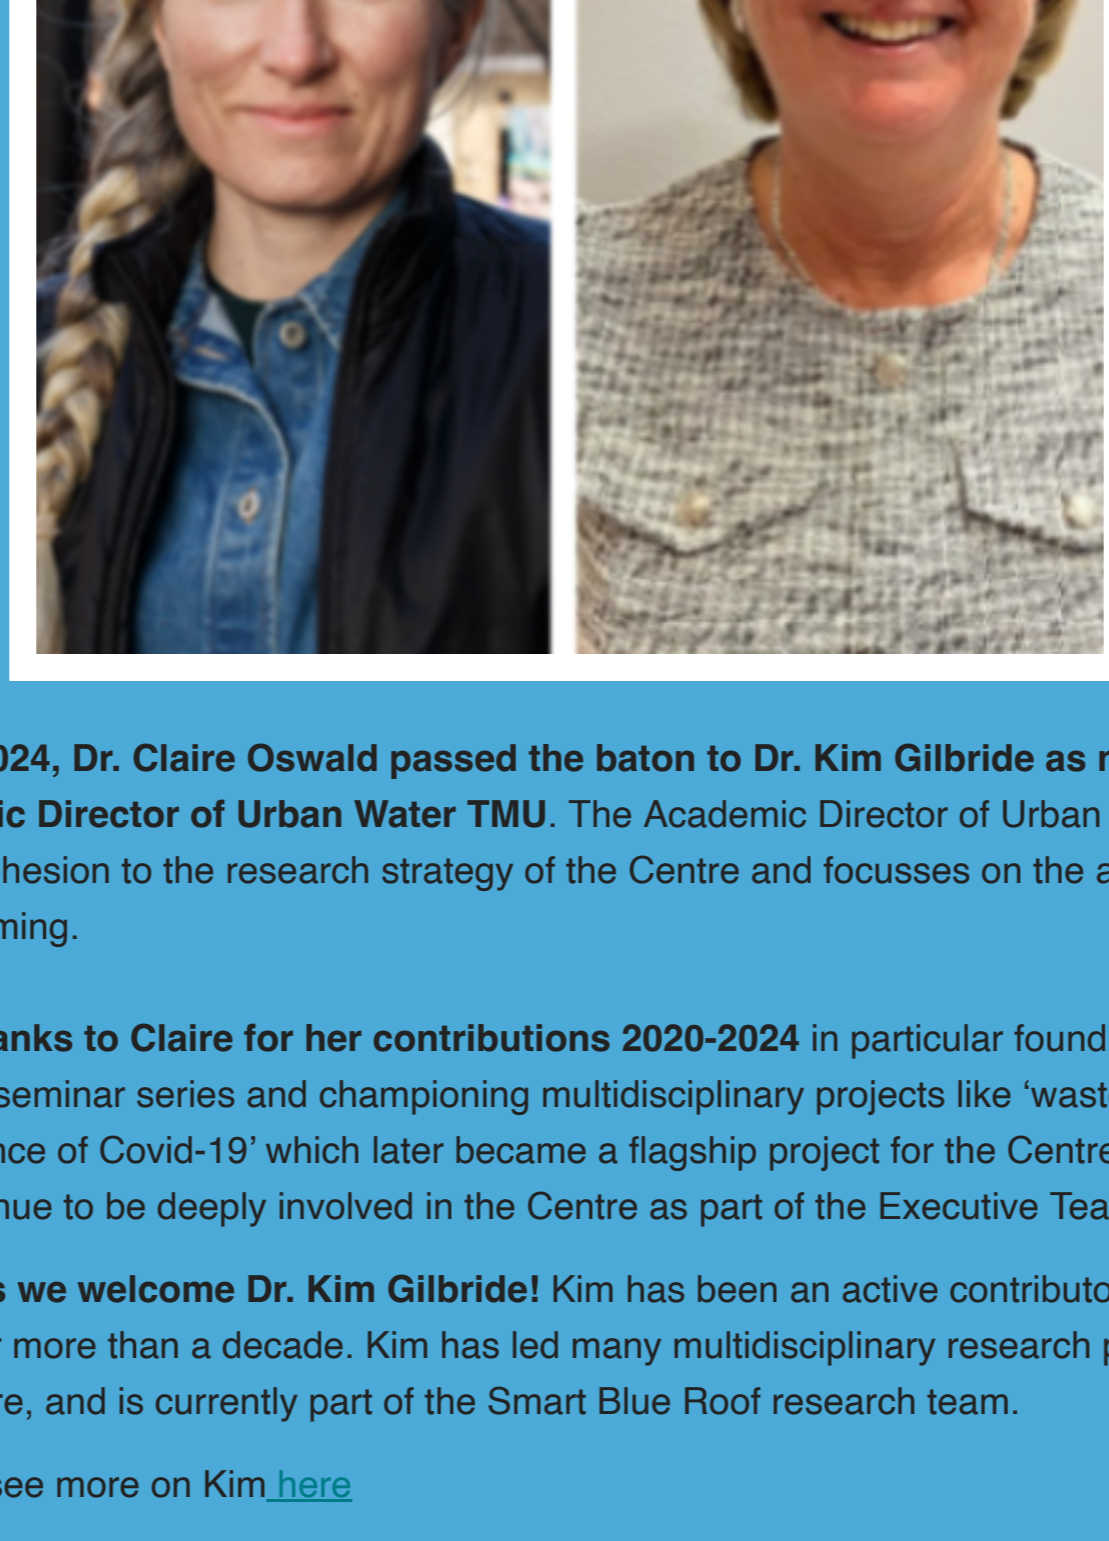 024, Dr. Claire Oswald passed the baton to Dr. Kim Gilbride as
ic Director of Urban Water TMU. The Academic Director of Urban
hesion to the research strategy of the Centre and focusses on the
ming.
anks to Claire for her contributions 2020-2024 in particular found
seminar series and championing multidisciplinary projects like ‘wast
nce of Covid-19’ which later became a flagship project for the Centre
nue to be deeply involved in the Centre as part of the Executive Tea
s we welcome Dr. Kim Gilbride! Kim has been an active contributo
more than a decade. Kim has led many multidisciplinary research
re, and is currently part of the Smart Blue Roof research team.
see more on Kim here